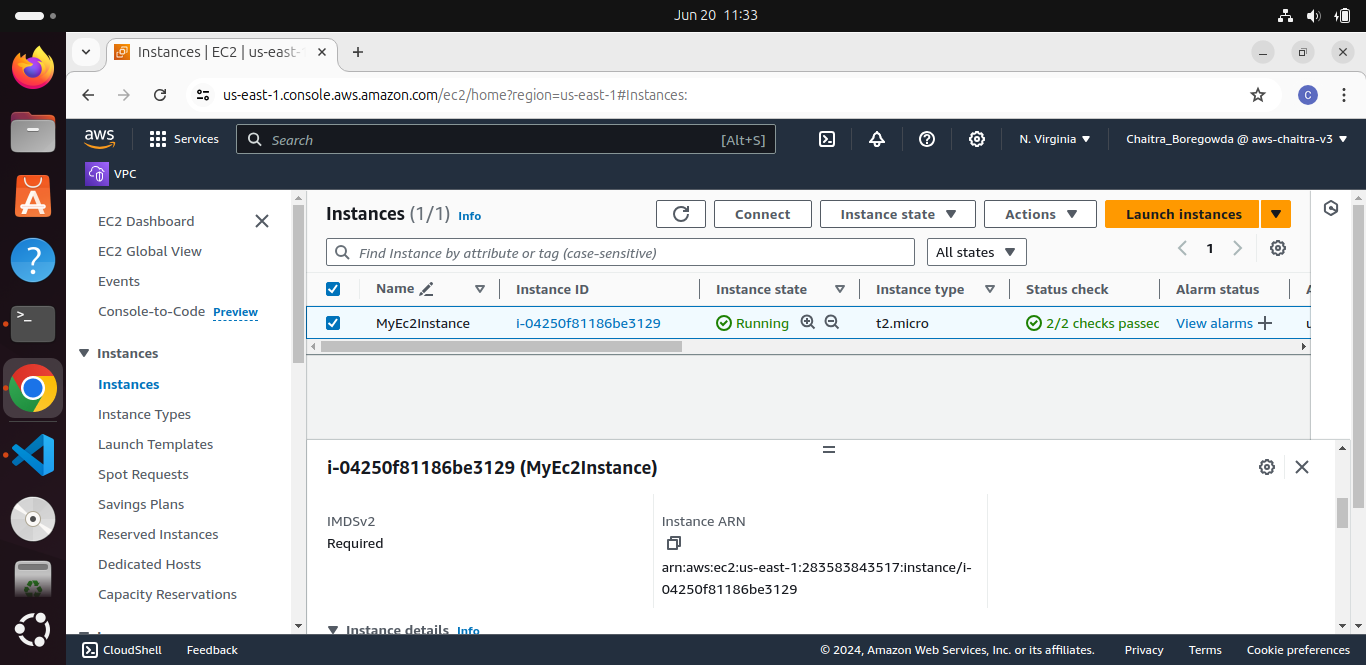 Jun 20 11:33
Instances | EC2 | us-east-
us-east-1.console.aws.amazon.com/ec2/home?region=us-east-1#Instances:
C
aws
Services
Search
[Alt+S]
N. Virginia
Chaitra_Boregowda @ aws-chaitra-v3
VPC
EC2 Dashboard
EC2 Global View
Events
Console-to-Code Preview
Instances
Instances
Instance Types
Launch Templates
Spot Requests
Savings Plans
Reserved Instances
Dedicated Hosts
Capacity Reservations
Instances (1/1) Info
Connect
Instance state
Actions
Launch instances
Find Instance by attribute or tag (case-sensitive)
All states
1
Name Instance ID Instance state Instance type Status check Alarm status
MyEc2Instance i-04250f81186be3129 Running t2.micro 2/2 checks passec View alarms
i-04250f81186be3129 (MyEc2Instance)
IMDSv2
Required
Instance ARN
arn:aws:ec2:us-east-1:283583843517:instance/i-
04250f81186be3129
Instance details Info
CloudShell Feedback © 2024, Amazon Web Services, Inc. or its affiliates. Privacy Terms Cookie preferences